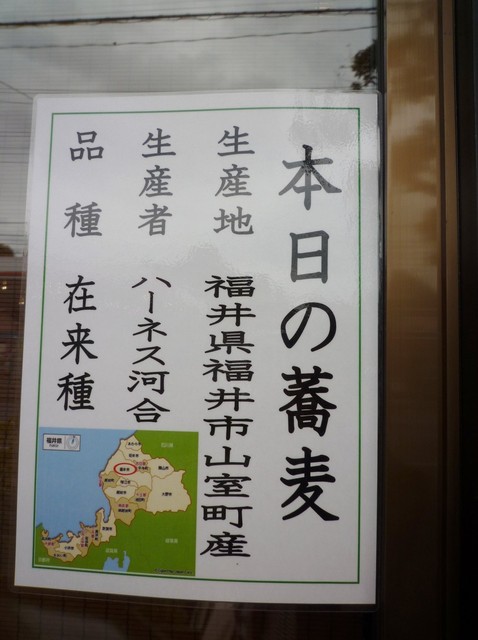 本日の蕎麦
生産地 福井県福井市山室町産
生産者 ハーネス河合
品種 在来種
福井県